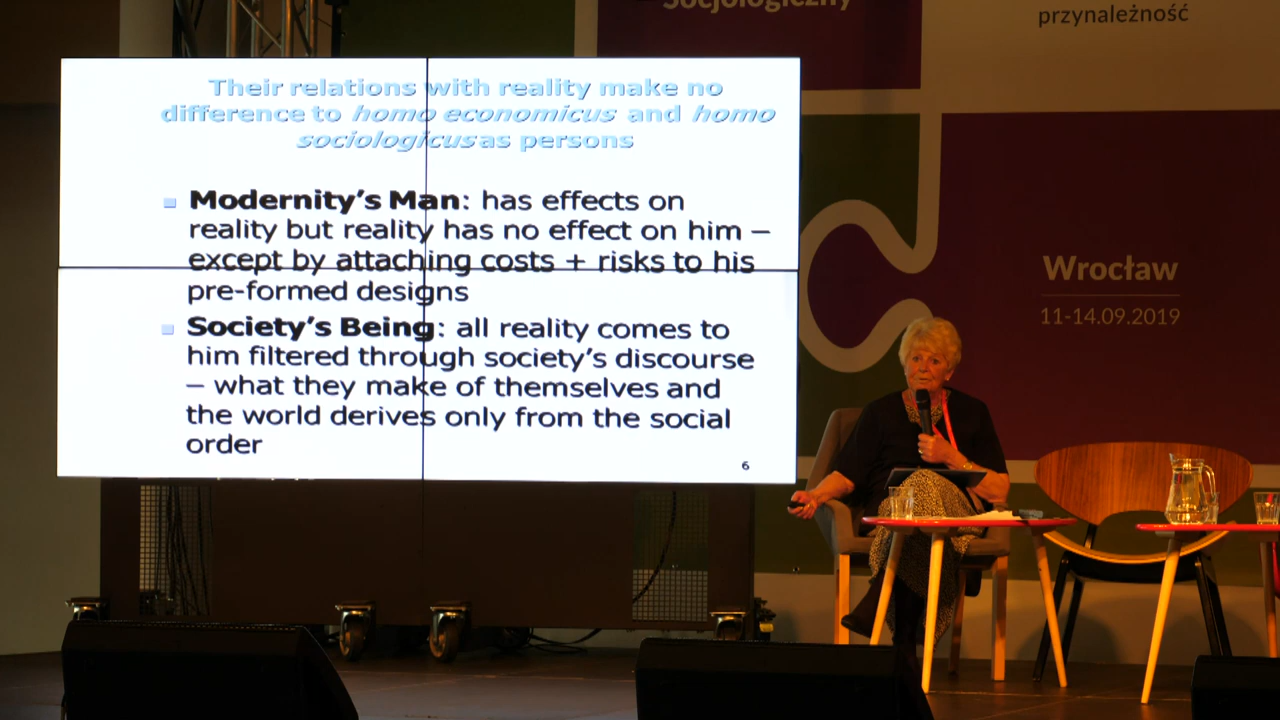 Their relations with reality make no
difference to homo economicus and homo
sociologicus as persons
Modernity's Man: has effects on
reality but reality has no effect on him –
except by attaching costs + risks to his
pre-formed designs
Society's Being: all reality comes to
him filtered through society's discourse
– what they make of themselves and
the world derives only from the social
order
6
Socjologiczny
przynależność
Wrocław
11-14.09.2019